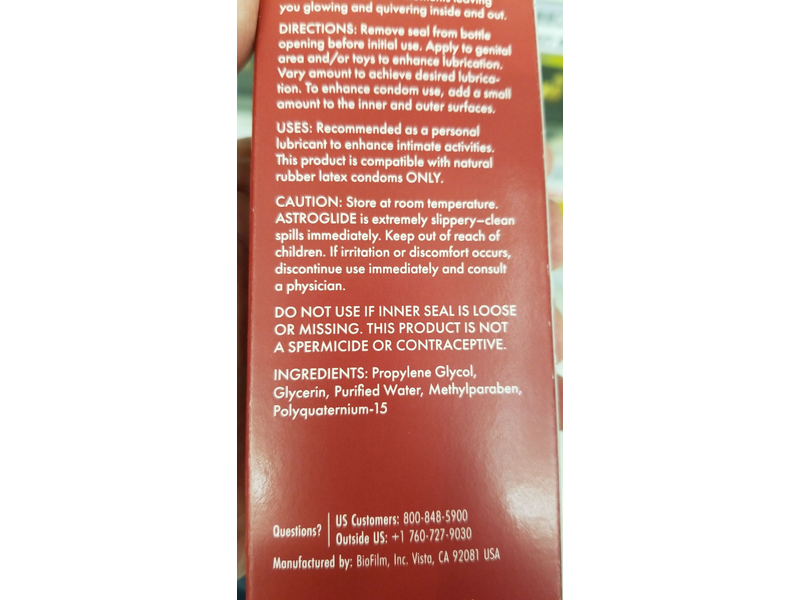 you glowing and quivering inside and out.
DIRECTIONS: Remove seal from bottle
opening before initial use. Apply to genital
area and/or toys to enhance lubrication.
Vary amount to achieve desired lubrica-
tion. To enhance condom use, add a small
amount to the inner and outer surfaces.
USES: Recommended as a personal
lubricant to enhance intimate activities.
This product is compatible with natural
rubber latex condoms ONLY.
CAUTION: Store at room temperature.
ASTROGLIDE is extremely slippery—clean
spills immediately. Keep out of reach of
children. If irritation or discomfort occurs,
discontinue use immediately and consult
a physician.
DO NOT USE IF INNER SEAL IS LOOSE
OR MISSING. THIS PRODUCT IS NOT
A SPERMICIDE OR CONTRACEPTIVE.
INGREDIENTS: Propylene Glycol,
Glycerin, Purified Water, Methylparaben,
Polyquaternium-15
Questions? US Customers: 800-848-5900
Outside US: +1 760-727-9030
Manufactured by: BioFilm, Inc. Vista, CA 92081 USA